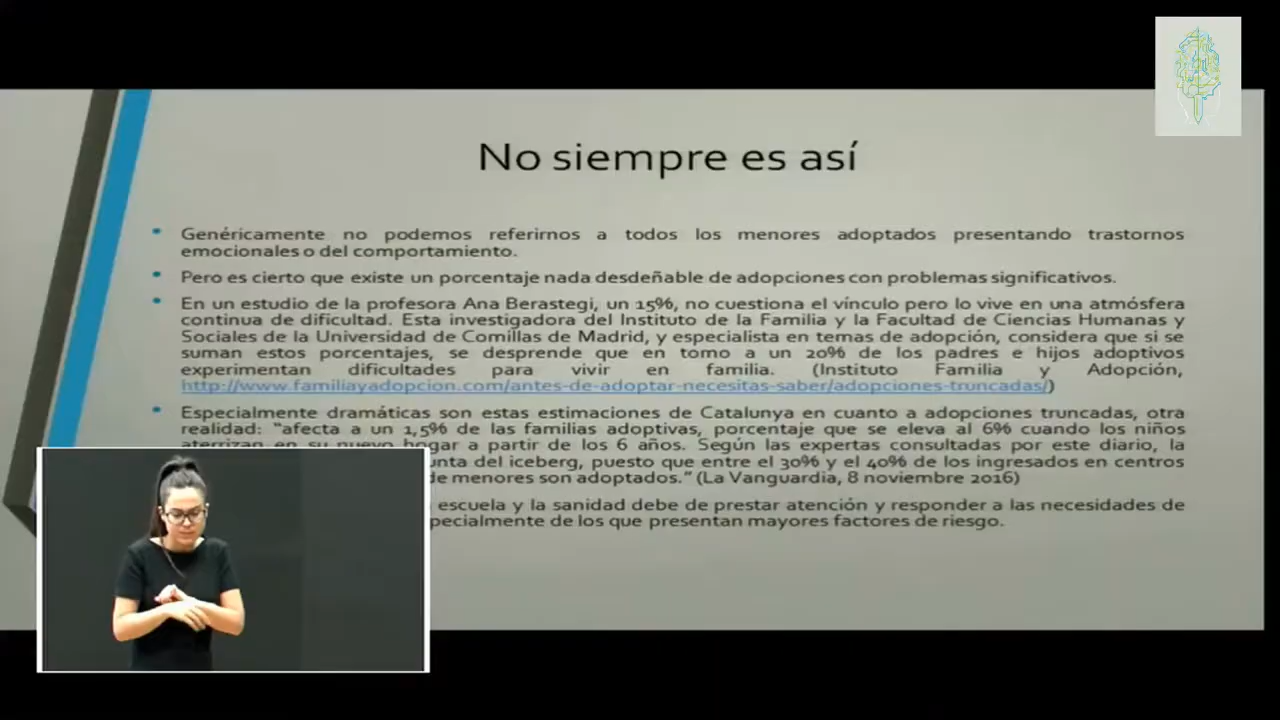 No siempre es así
• Genéricamente no podemos referirnos a todos los menores adoptados presentando trastornos
emocionales o del comportamiento.
• Pero es cierto que existe un porcentaje nada desdeñable de adopciones con problemas significativos.
• En un estudio de la profesora Ana Berastegi, un 15%, no cuestiona el vínculo pero lo vive en una atmósfera
continua de dificultad. Esta investigadora del Instituto de la Familia y la Facultad de Ciencias Humanas y
Sociales de la Universidad de Comillas de Madrid, y especialista en temas de adopción, considera que si se
suman estos porcentajes, se desprende que en torno a un 20% de los padres e hijos adoptivos
experimentan dificultades para vivir en familia. (Instituto Familia y Adopción,
http://www.familiayadopcion.com/antes-de-adoptar-necesitas-saber/adopciones-truncadas/)
• Especialmente dramáticas son estas estimaciones de Catalunya en cuanto a adopciones truncadas, otra
realidad: “afecta a un 1,5% de las familias adoptivas, porcentaje que se eleva al 6% cuando los niños
aterrizan en su nuevo hogar a partir de los 6 años. Según las expertas consultadas por este diario, la
del iceberg, puesto que entre el 30% y el 40% de los ingresados en centros
de menores son adoptados.” (La Vanguardia, 8 noviembre 2016)
escuela y la sanidad debe de prestar atención y responder a las necesidades de
de los que presentan mayores factores de riesgo.